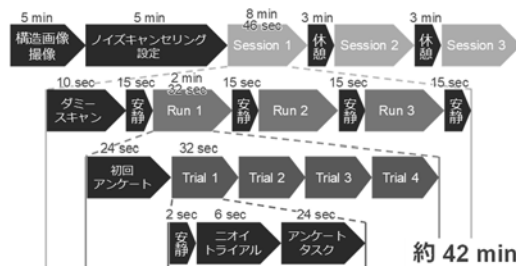 5 min
5 min
8 min
46 sec
3 min
3 min
構造画像
撮像
ノイズキャンセリング
設定
Session 1
休憩
Session 2
休憩
Session 3
10 sec
15 sec
2 min
32 sec
15 sec
15 sec
15 sec
ダミー
スキャン
安静
Run 1
安静
Run 2
安静
Run 3
安静
24 sec
32 sec
初回
アンケート
Trial 1
Trial 2
Trial 3
Trial 4
2 sec
6 sec
24 sec
安静
ニオイ
トライアル
アンケート
タスク
約 42 min